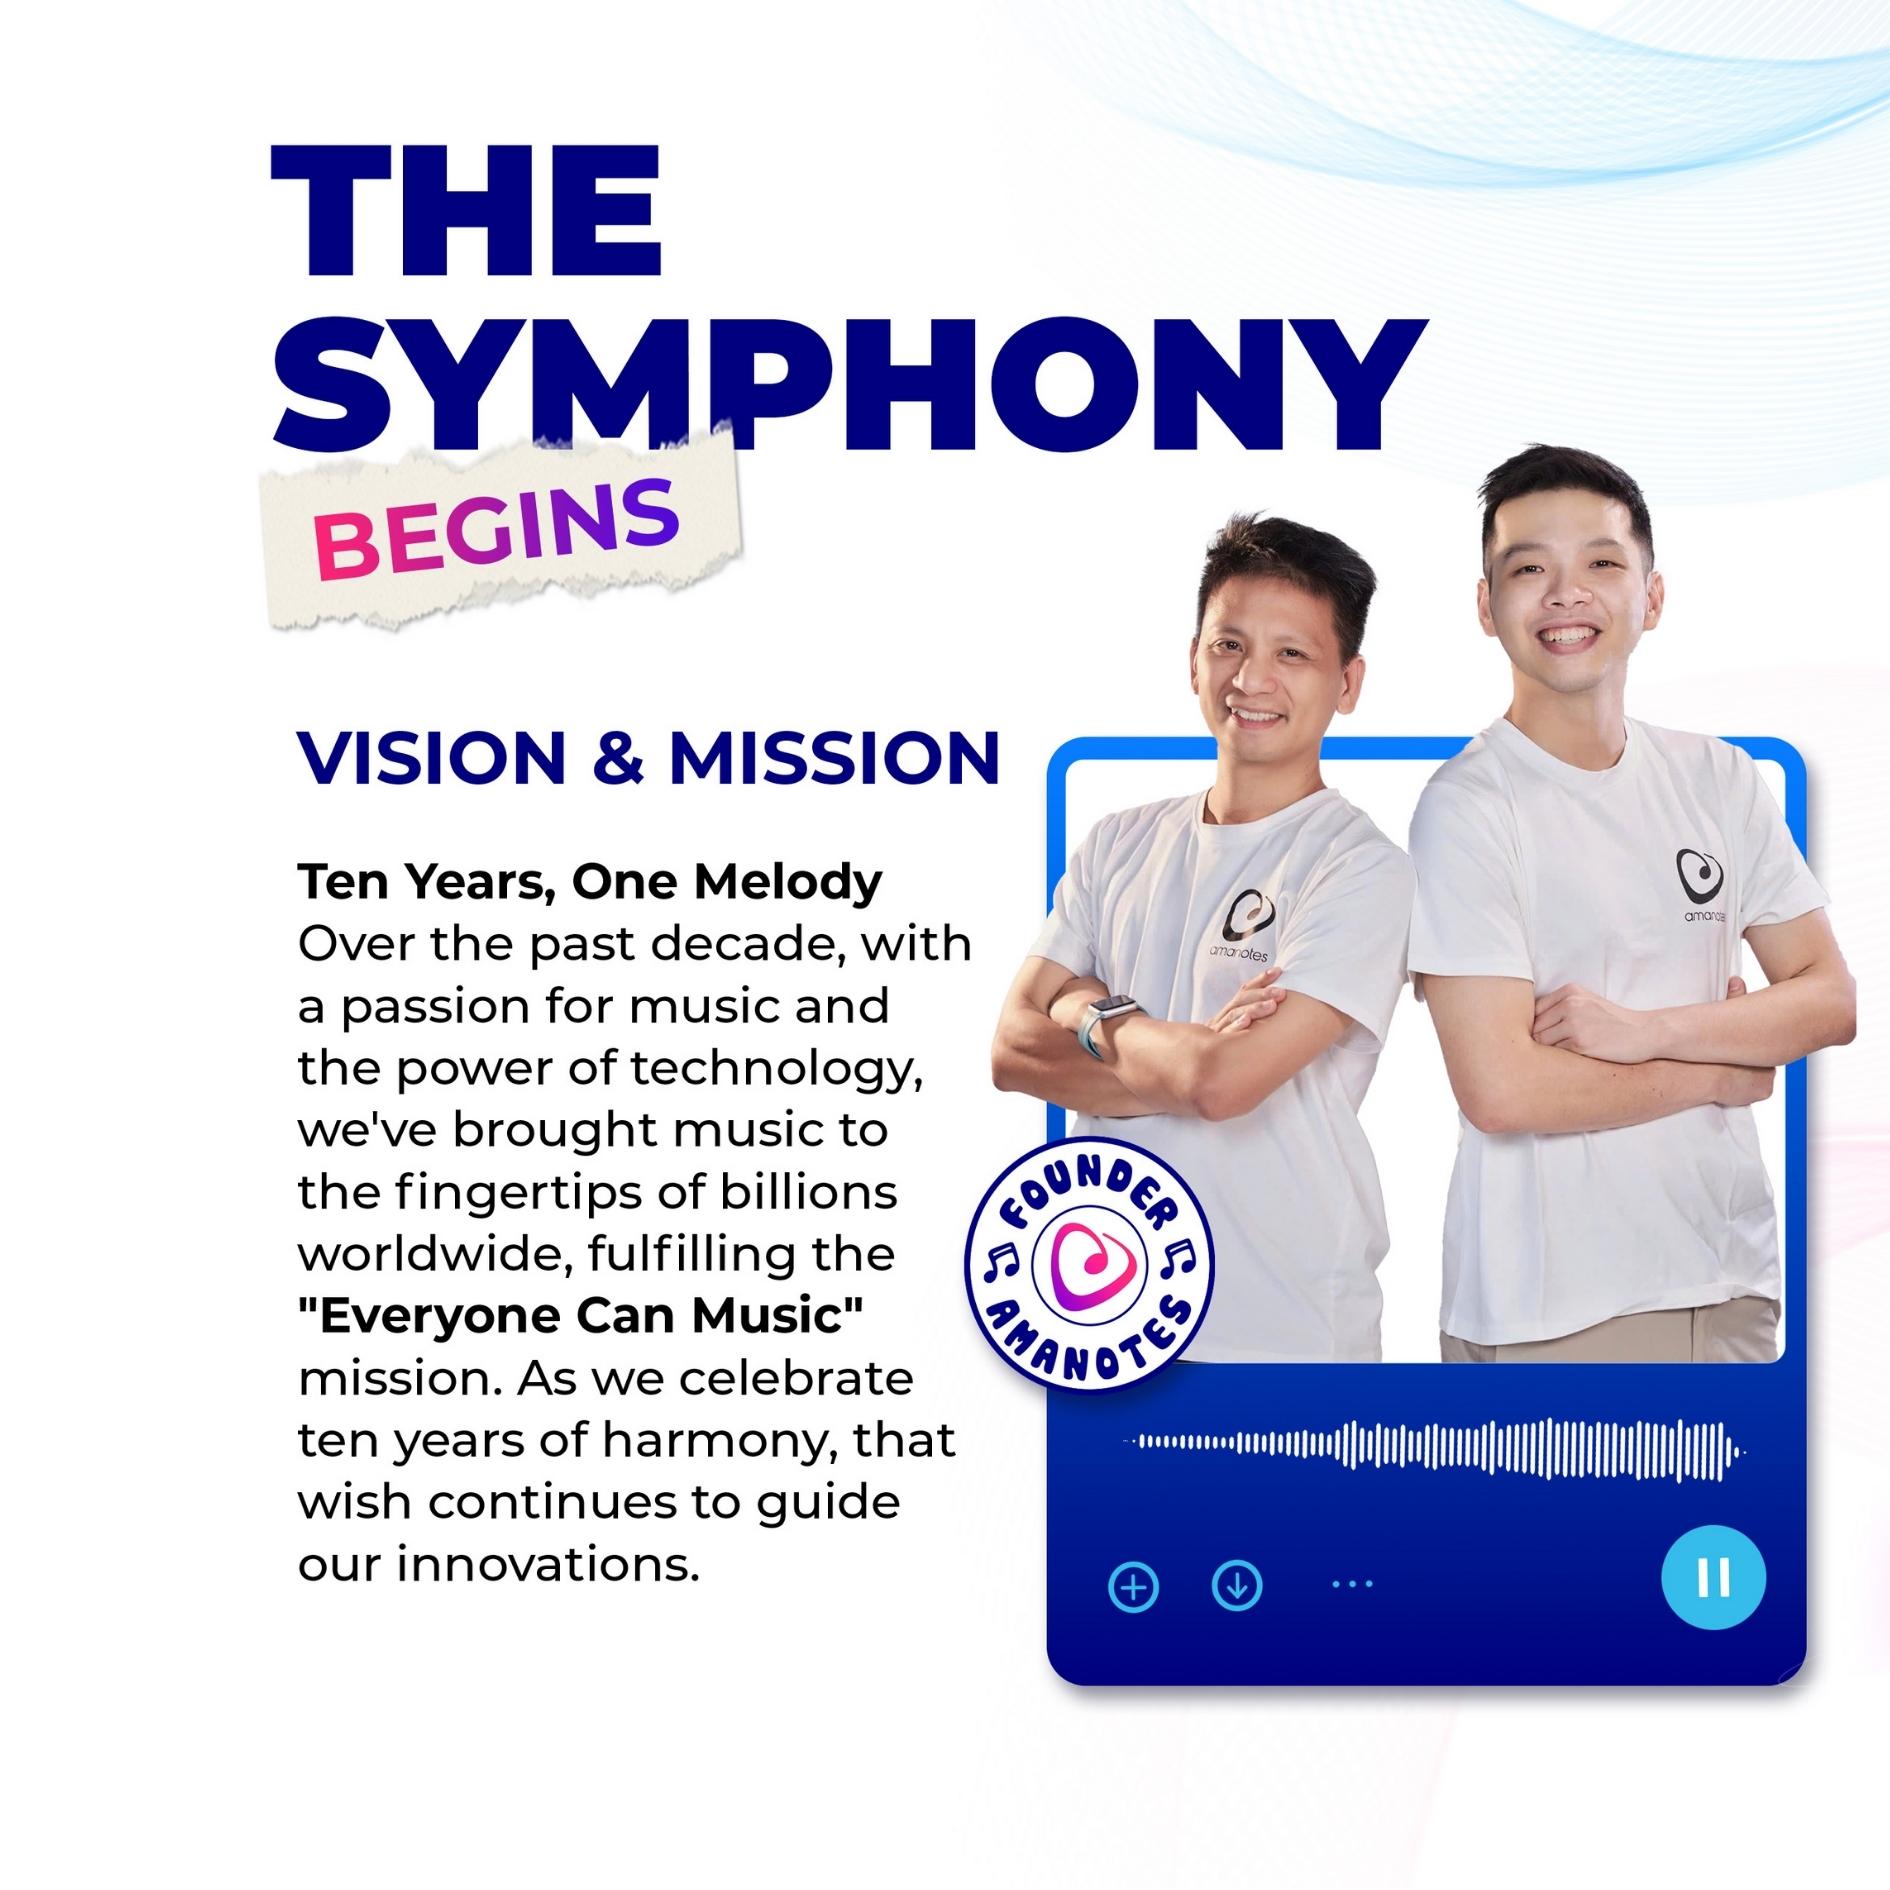 THE
SYMPHONY
BEGINS
VISION & MISSION
Ten Years, One Melody
Over the past decade, with
a passion for music and
the power of technology,
we've brought music to
the fingertips of billions
worldwide, fulfilling the
"Everyone Can Music"
mission. As we celebrate
ten years of harmony, that
wish continues to guide
our innovations.
amanotes
amanotes
FOUNDER
AMANOTES